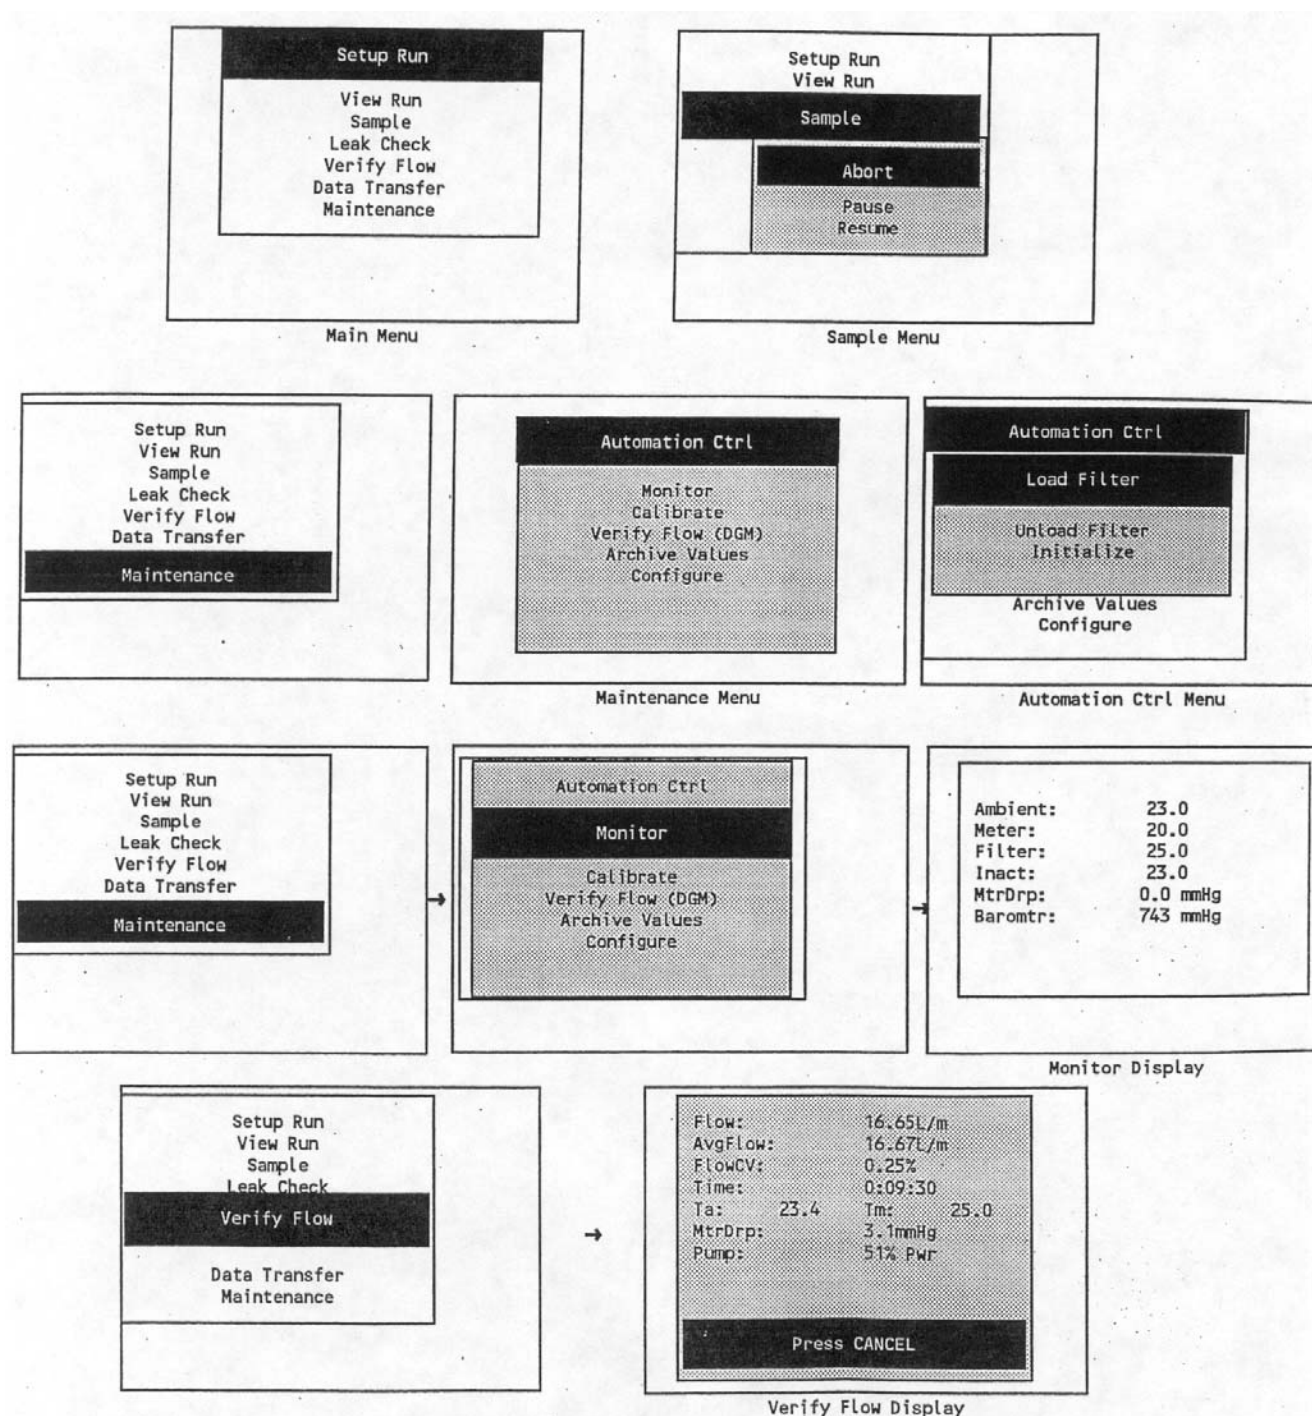 Setup Run
View Run
Sample
Leak Check
Verify Flow
Data Transfer
Maintenance
Main Menu
Setup Run
View Run
Sample
Abort
Pause
Resume
Sample Menu
Setup Run
View Run
Sample
Leak Check
Verify Flow
Data Transfer
Maintenance
Automation Ctrl
Monitor
Calibrate
Verify Flow (DGM)
Archive Values
Configure
Maintenance Menu
Automation Ctrl
Load Filter
Unload Filter
Initialize
Archive Values
Configure
Automation Ctrl Menu
Setup Run
View Run
Sample
Leak Check
Verify Flow
Data Transfer
Maintenance
→
Automation Ctrl
Monitor
Calibrate
Verify Flow (DGM)
Archive Values
Configure
→
Ambient: 23.0
Meter: 20.0
Filter: 25.0
Inact: 23.0
MtrDrp: 0.0 mmHg
Baromtr: 743 mmHg
Monitor Display
Setup Run
View Run
Sample
Leak Check
Verify Flow
Data Transfer
Maintenance
→
Flow: 16.65L/m
AvgFlow: 16.67L/m
FlowCV: 0.25%
Time: 0:09:30
Ta: 23.4 Tm: 25.0
MtrDrp: 3.1mmHg
Pump: 51% Pwr
Press CANCEL
Verify Flow Display